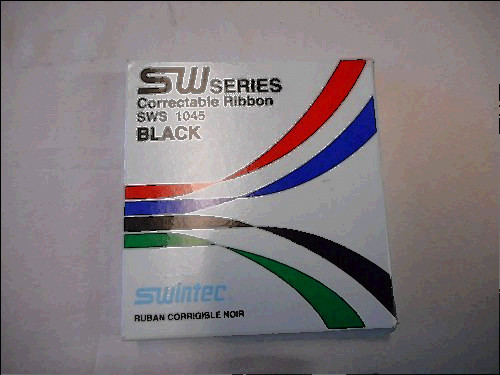 SW SERIES
Correctable Ribbon
SWS 1045
BLACK
swintec
RUBAN CORRIGIBLE NOIR